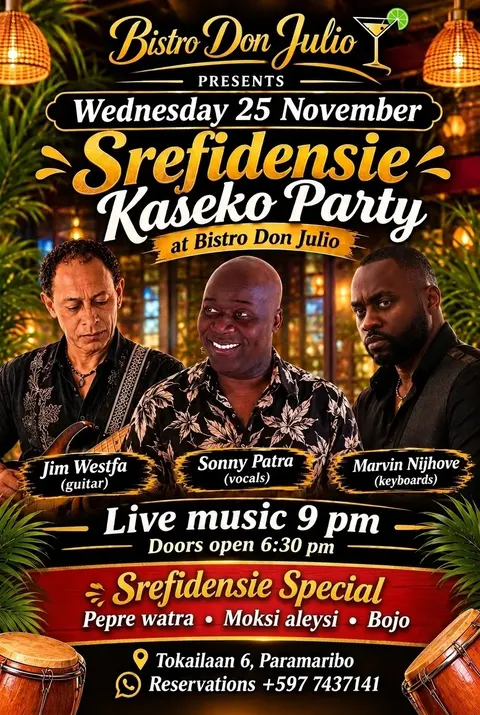 Bistro Don Julio
PRESENTS
Wednesday 25 November
Srefidensie
Kaseko Party
at Bistro Don Julio
Jim Westfa
(guitar)
Sonny Patra
(vocals)
Marvin Nijhove
(keyboards)
Live music 9 pm
Doors open 6:30 pm
Srefidensie Special
Pepre watra • Moksi aleysi • Bojo
Tokailaan 6, Paramaribo
Reservations +597 7437141